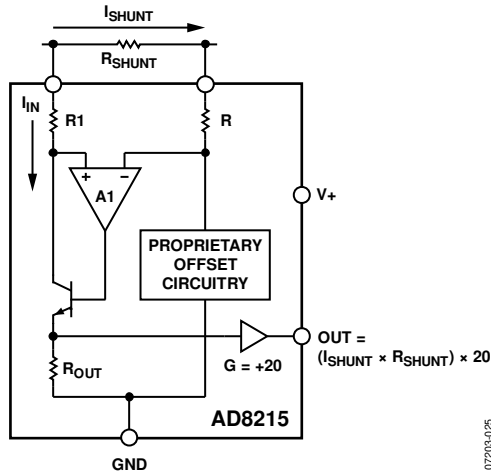 I_SHUNT
R_SHUNT
I_IN
R1
R
+
−
A1
V+
PROPRIETARY
OFFSET
CIRCUITRY
OUT =
(I_SHUNT × R_SHUNT) × 20
G = +20
R_OUT
AD8215
GND
07203-025